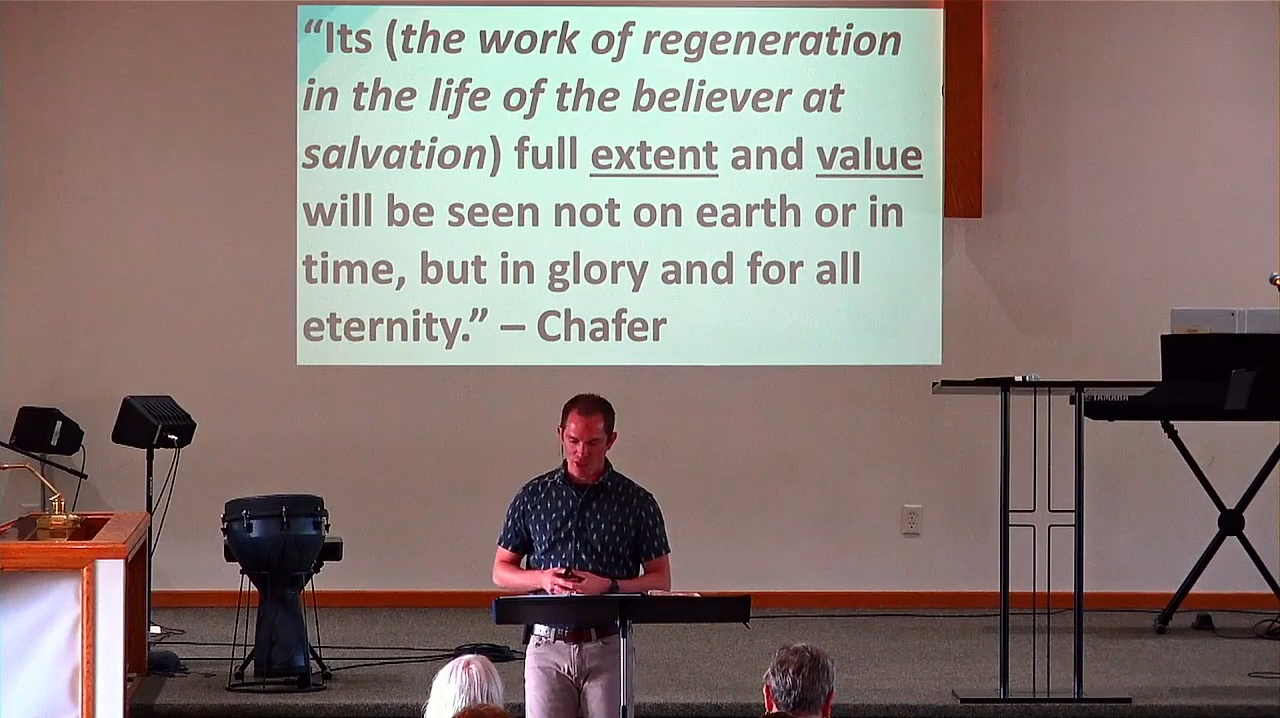 “Its (the work of regeneration
in the life of the believer at
salvation) full extent and value
will be seen not on earth or in
time, but in glory and for all
eternity.” – Chafer
YAMAHA